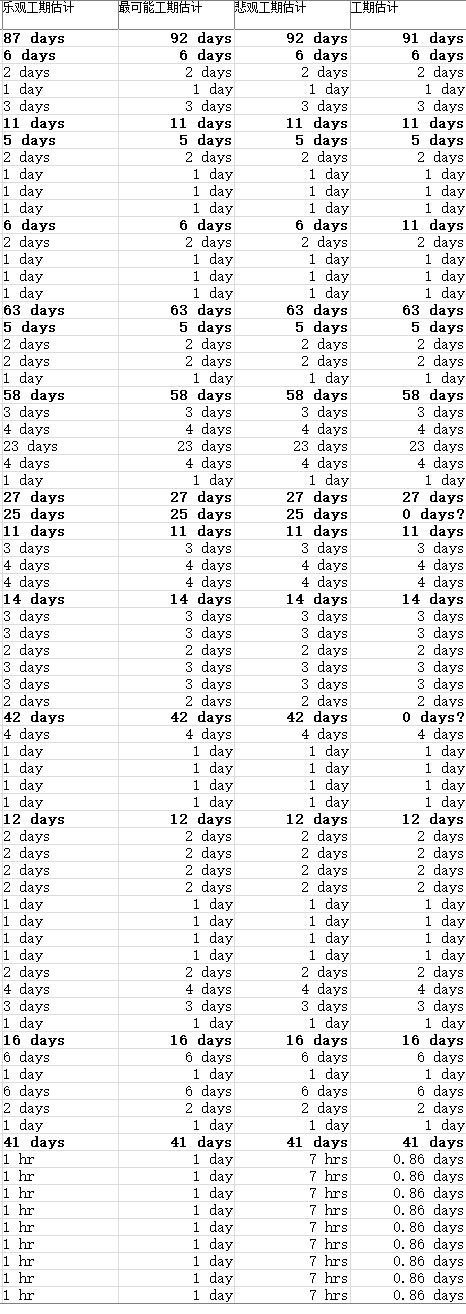 乐观工期估计 最可能工期估计 悲观工期估计 工期估计
87 days 92 days 92 days 91 days
6 days 6 days 6 days 6 days
2 days 2 days 2 days 2 days
1 day 1 day 1 day 1 day
3 days 3 days 3 days 3 days
11 days 11 days 11 days 11 days
5 days 5 days 5 days 5 days
2 days 2 days 2 days 2 days
1 day 1 day 1 day 1 day
1 day 1 day 1 day 1 day
1 day 1 day 1 day 1 day
6 days 6 days 6 days 11 days
2 days 2 days 2 days 2 days
1 day 1 day 1 day 1 day
1 day 1 day 1 day 1 day
1 day 1 day 1 day 1 day
63 days 63 days 63 days 63 days
5 days 5 days 5 days 5 days
2 days 2 days 2 days 2 days
2 days 2 days 2 days 2 days
1 day 1 day 1 day 1 day
58 days 58 days 58 days 58 days
3 days 3 days 3 days 3 days
4 days 4 days 4 days 4 days
23 days 23 days 23 days 23 days
4 days 4 days 4 days 4 days
1 day 1 day 1 day 1 day
27 days 27 days 27 days 27 days
25 days 25 days 25 days 0 days?
11 days 11 days 11 days 11 days
3 days 3 days 3 days 3 days
4 days 4 days 4 days 4 days
4 days 4 days 4 days 4 days
14 days 14 days 14 days 14 days
3 days 3 days 3 days 3 days
3 days 3 days 3 days 3 days
2 days 2 days 2 days 2 days
3 days 3 days 3 days 3 days
3 days 3 days 3 days 3 days
2 days 2 days 2 days 2 days
42 days 42 days 42 days 0 days?
4 days 4 days 4 days 4 days
1 day 1 day 1 day 1 day
1 day 1 day 1 day 1 day
1 day 1 day 1 day 1 day
1 day 1 day 1 day 1 day
12 days 12 days 12 days 12 days
2 days 2 days 2 days 2 days
2 days 2 days 2 days 2 days
2 days 2 days 2 days 2 days
2 days 2 days 2 days 2 days
1 day 1 day 1 day 1 day
1 day 1 day 1 day 1 day
1 day 1 day 1 day 1 day
1 day 1 day 1 day 1 day
2 days 2 days 2 days 2 days
4 days 4 days 4 days 4 days
3 days 3 days 3 days 3 days
1 day 1 day 1 day 1 day
16 days 16 days 16 days 16 days
6 days 6 days 6 days 6 days
1 day 1 day 1 day 1 day
6 days 6 days 6 days 6 days
2 days 2 days 2 days 2 days
1 day 1 day 1 day 1 day
41 days 41 days 41 days 41 days
1 hr 1 day 7 hrs 0.86 days
1 hr 1 day 7 hrs 0.86 days
1 hr 1 day 7 hrs 0.86 days
1 hr 1 day 7 hrs 0.86 days
1 hr 1 day 7 hrs 0.86 days
1 hr 1 day 7 hrs 0.86 days
1 hr 1 day 7 hrs 0.86 days
1 hr 1 day 7 hrs 0.86 days
1 hr 1 day 7 hrs 0.86 days